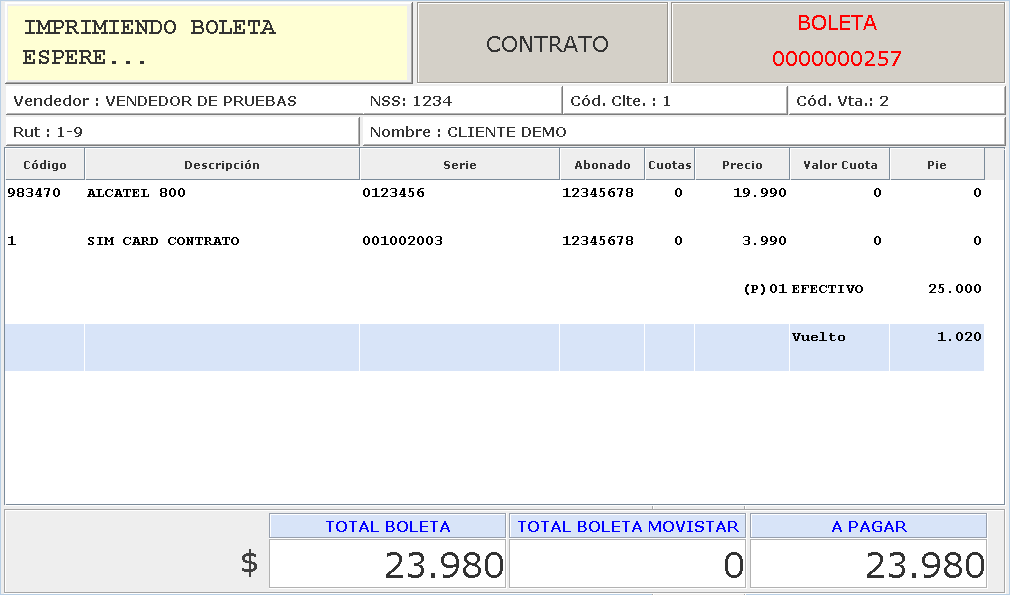 IMPRIMIENDO BOLETA
ESPERE...
CONTRATO
BOLETA
0000000257
Vendedor : VENDEDOR DE PRUEBAS NSS: 1234 Cód. Clte. : 1 Cód. Vta.: 2
Rut : 1-9 Nombre : CLIENTE DEMO
Código Descripción Serie Abonado Cuotas Precio Valor Cuota Pie
983470 ALCATEL 800 0123456 12345678 0 19.990 0 0
1 SIM CARD CONTRATO 001002003 12345678 0 3.990 0 0
(P)01 EFECTIVO 25.000
Vuelto 1.020
TOTAL BOLETA TOTAL BOLETA MOVISTAR A PAGAR
$ 23.980 0 23.980